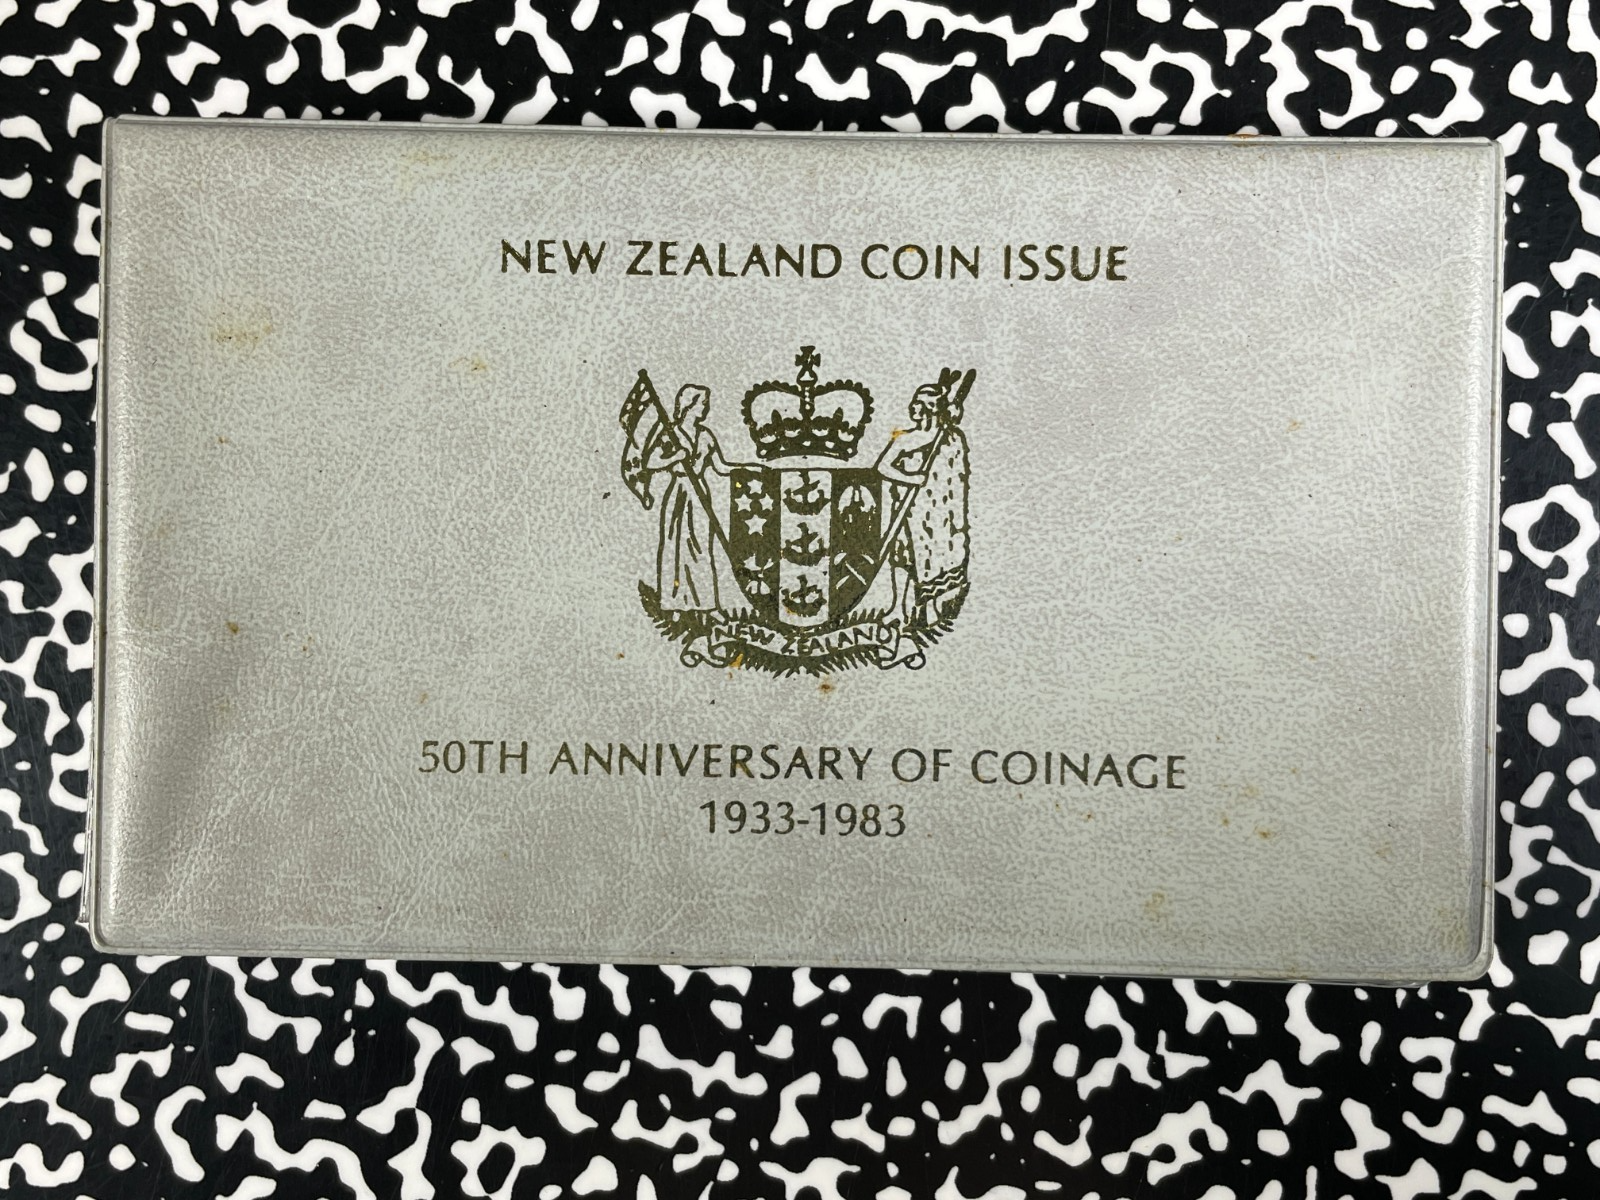 NEW ZEALAND COIN ISSUE
NEW ZEALAND
50TH ANNIVERSARY OF COINAGE
1933-1983